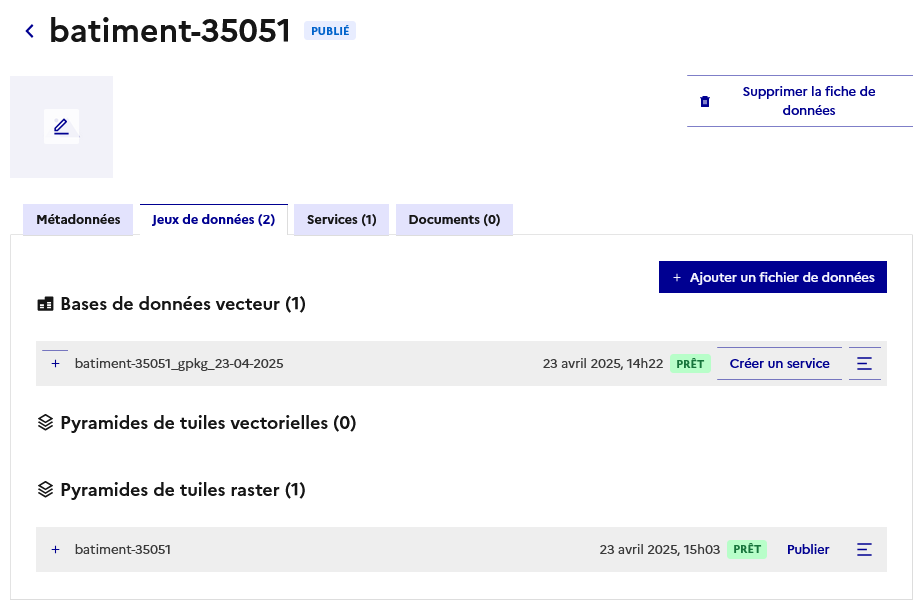 batiment-35051 PUBLIÉ
Supprimer la fiche de
données
Métadonnées Jeux de données (2) Services (1) Documents (0)
+ Ajouter un fichier de données
Bases de données vecteur (1)
+ batiment-35051_gpkg_23-04-2025 23 avril 2025, 14h22 PRÊT Créer un service
Pyramides de tuiles vectorielles (0)
Pyramides de tuiles raster (1)
+ batiment-35051 23 avril 2025, 15h03 PRÊT Publier